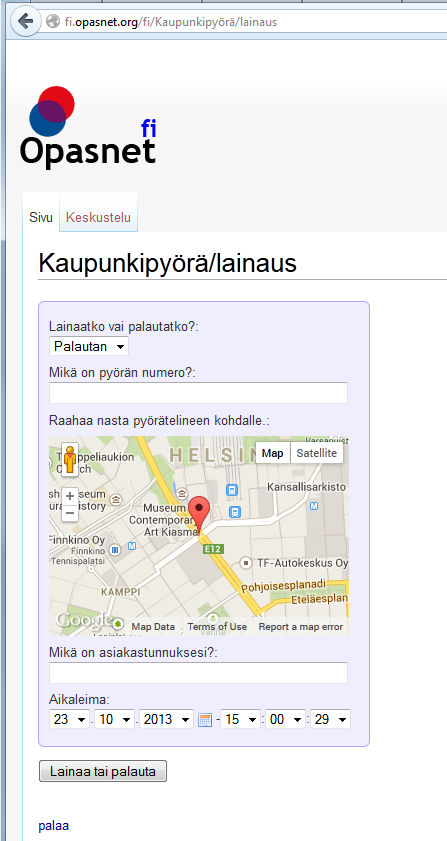 fi.opasnet.org/fi/Kaupunkipyörä/lainaus
fi
Opasnet
Sivu
Keskustelu
Kaupunkipyörä/lainaus
Lainaatko vai palautatko?:
Palautan
Mikä on pyörän numero?:
Raahaa nasta pyörätelineen kohdalle.:
Map
Satellite
HELSIN
Church
Kansallisarkisto
Museum
Contemporary
Art Kiasma
Finnkino Oy
Finnkino
Tennispalatsi
E12
TF-Autokeskus Oy
KAMPPI
Pohjoisesplanadi
Eteläespl
Google
Map Data
Terms of Use
Report a map error
Mikä on asiakastunnuksesi?:
Aikaleima:
23 . 10 . 2013 - 15 : 00 : 29
Lainaa tai palauta
palaa